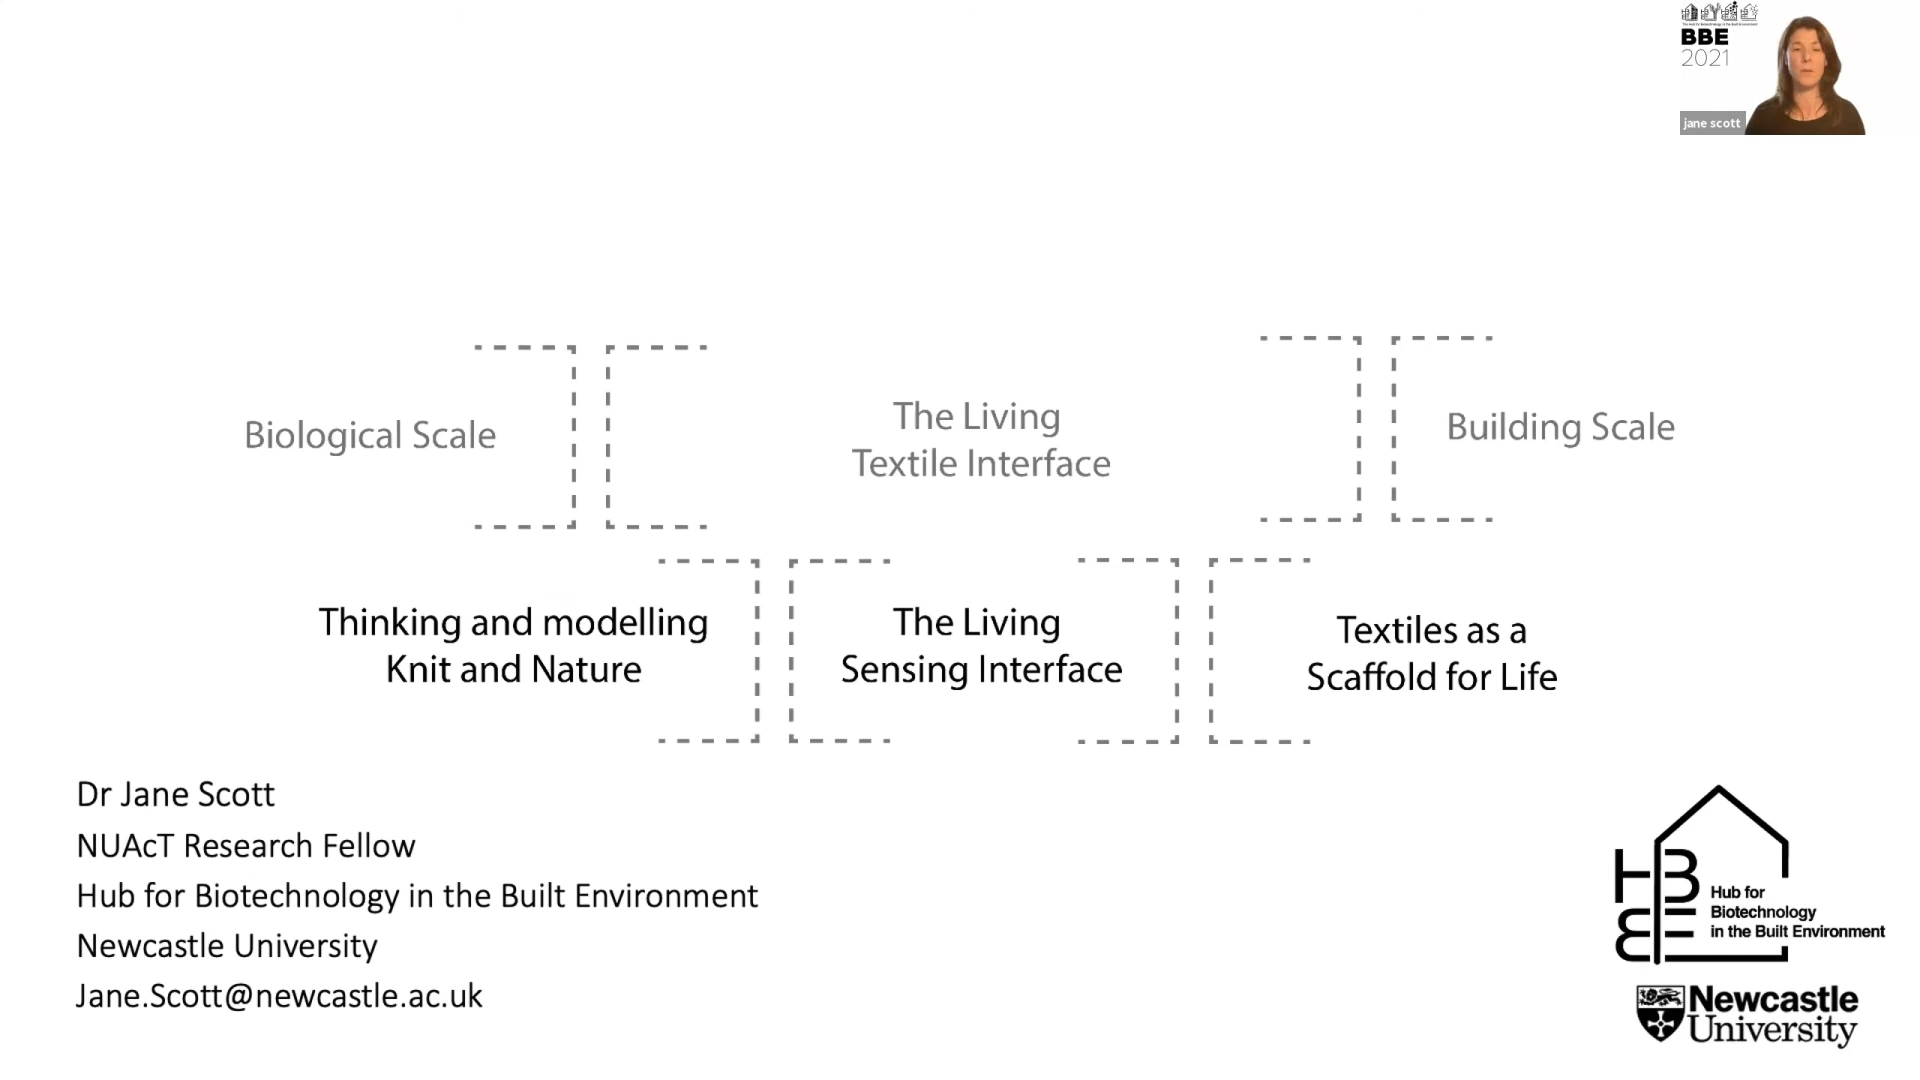 BBE
2021
jane scott
Biological Scale
The Living
Textile Interface
Building Scale
Thinking and modelling
Knit and Nature
The Living
Sensing Interface
Textiles as a
Scaffold for Life
Dr Jane Scott
NUAcT Research Fellow
Hub for Biotechnology in the Built Environment
Newcastle University
Jane.Scott@newcastle.ac.uk
HBBE
Hub for
Biotechnology
in the Built Environment
Newcastle
University